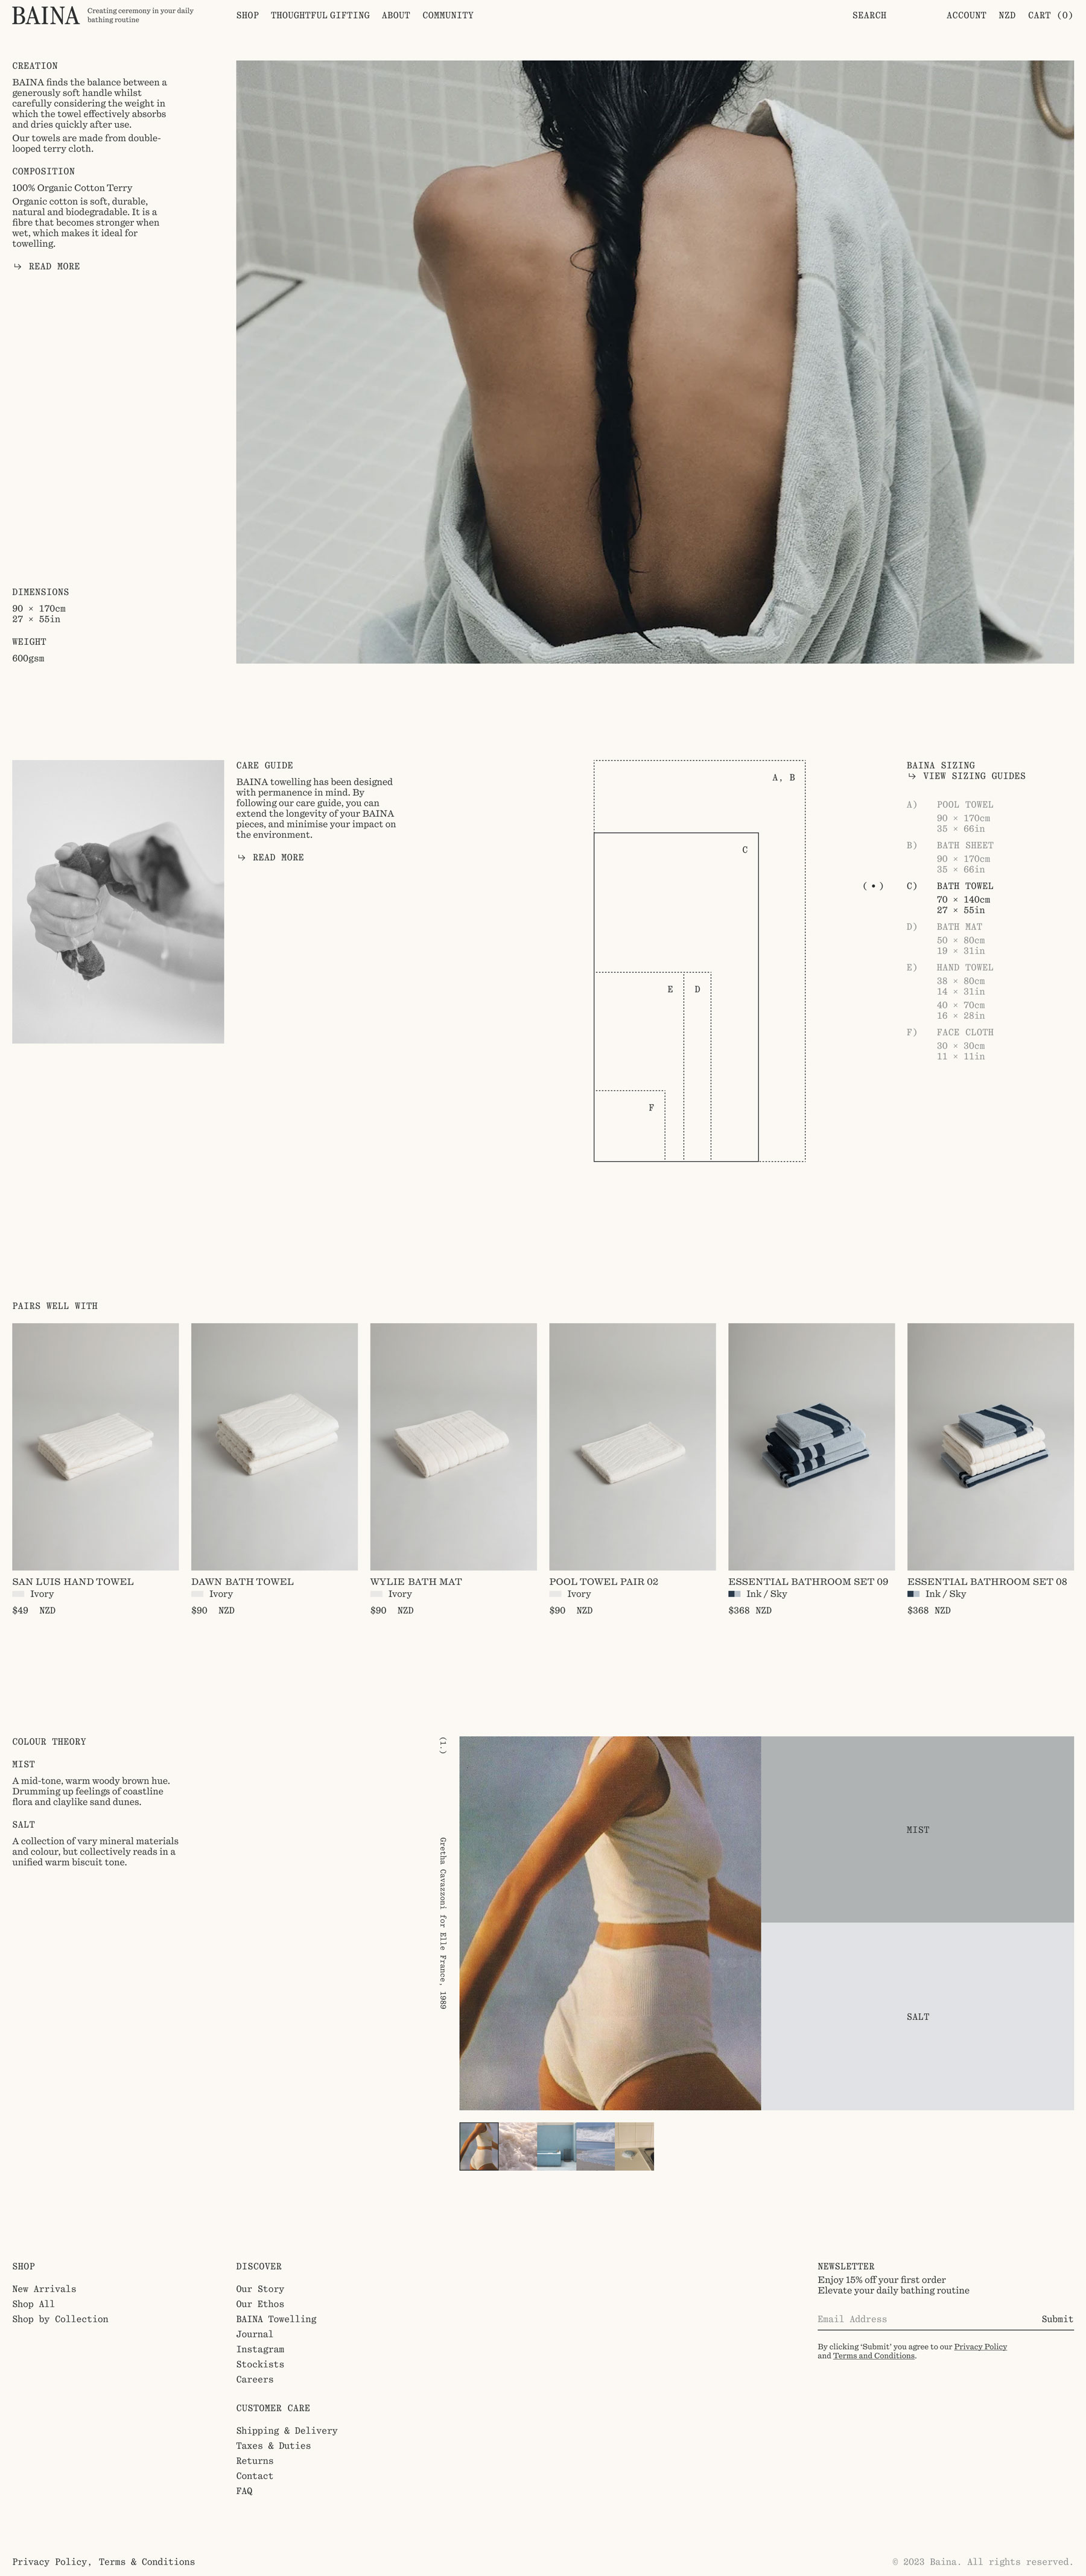 BAINA
Creating ceremony in your daily
bathing routine
SHOP THOUGHTFUL GIFTING ABOUT COMMUNITY
SEARCH ACCOUNT NZD CART (0)
CREATION
BAINA finds the balance between a
generously soft handle whilst
carefully considering the weight in
which the towel effectively absorbs
and dries quickly after use.
Our towels are made from double-
looped terry cloth.
COMPOSITION
100% Organic Cotton Terry
Organic cotton is soft, durable,
natural and biodegradable. It is a
fibre that becomes stronger when
wet, which makes it ideal for
towelling.
↳ READ MORE
DIMENSIONS
90 × 170cm
27 × 55in
WEIGHT
600gsm
CARE GUIDE
BAINA towelling has been designed
with permanence in mind. By
following our care guide, you can
extend the longevity of your BAINA
pieces, and minimise your impact on
the environment.
↳ READ MORE
A, B
C
E D
F
BAINA SIZING
↳ VIEW SIZING GUIDES
A) POOL TOWEL
90 × 170cm
35 × 66in
B) BATH SHEET
90 × 170cm
35 × 66in
(•) C) BATH TOWEL
70 × 140cm
27 × 55in
D) BATH MAT
50 × 80cm
19 × 31in
E) HAND TOWEL
38 × 80cm
14 × 31in
40 × 70cm
16 × 28in
F) FACE CLOTH
30 × 30cm
11 × 11in
PAIRS WELL WITH
SAN LUIS HAND TOWEL
Ivory
$49 NZD
DAWN BATH TOWEL
Ivory
$90 NZD
WYLIE BATH MAT
Ivory
$90 NZD
POOL TOWEL PAIR 02
Ivory
$90 NZD
ESSENTIAL BATHROOM SET 09
Ink / Sky
$368 NZD
ESSENTIAL BATHROOM SET 08
Ink / Sky
$368 NZD
COLOUR THEORY
MIST
A mid-tone, warm woody brown hue.
Drumming up feelings of coastline
flora and claylike sand dunes.
SALT
A collection of vary mineral materials
and colour, but collectively reads in a
unified warm biscuit tone.
(1.)
Gretha Cavazzoni for Elle France, 1989
MIST
SALT
SHOP
New Arrivals
Shop All
Shop by Collection
DISCOVER
Our Story
Our Ethos
BAINA Towelling
Journal
Instagram
Stockists
Careers
CUSTOMER CARE
Shipping & Delivery
Taxes & Duties
Returns
Contact
FAQ
NEWSLETTER
Enjoy 15% off your first order
Elevate your daily bathing routine
Email Address Submit
By clicking ‘Submit’ you agree to our Privacy Policy
and Terms and Conditions.
Privacy Policy, Terms & Conditions
© 2023 Baina. All rights reserved.